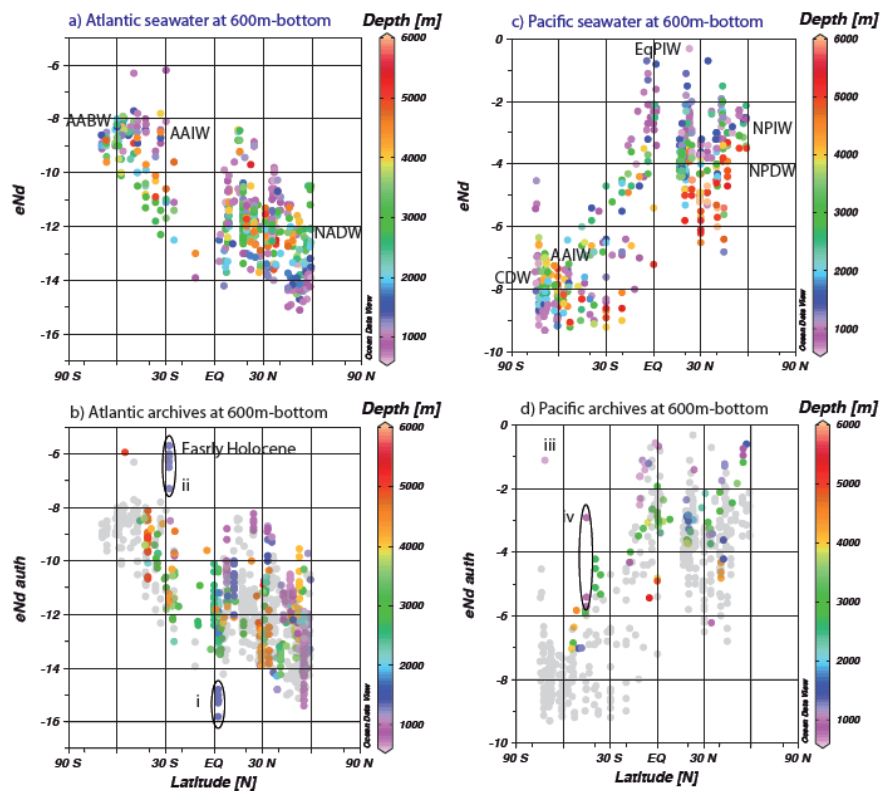 a) Atlantic seawater at 600m-bottom
Depth [m]
-6
-8
-10
-12
-14
-16
eNd
AABW
AAIW
NADW
6000
5000
4000
3000
2000
1000
Ocean Data View
90 S
30 S
EQ
30 N
90 N
c) Pacific seawater at 600m-bottom
Depth [m]
0
-2
-4
-6
-8
-10
eNd
EqPIW
NPIW
NPDW
AAIW
CDW
6000
5000
4000
3000
2000
1000
Ocean Data View
90 S
30 S
EQ
30 N
90 N
b) Atlantic archives at 600m-bottom
Depth [m]
-6
-8
-10
-12
-14
-16
eNd auth
Easrly Holocene
ii
i
6000
5000
4000
3000
2000
1000
Ocean Data View
90 S
30 S
EQ
30 N
90 N
Latitude [N]
d) Pacific archives at 600m-bottom
Depth [m]
0
-2
-4
-6
-8
-10
eNd auth
iii
iv
6000
5000
4000
3000
2000
1000
Ocean Data View
90 S
30 S
EQ
30 N
90 N
Latitude [N]